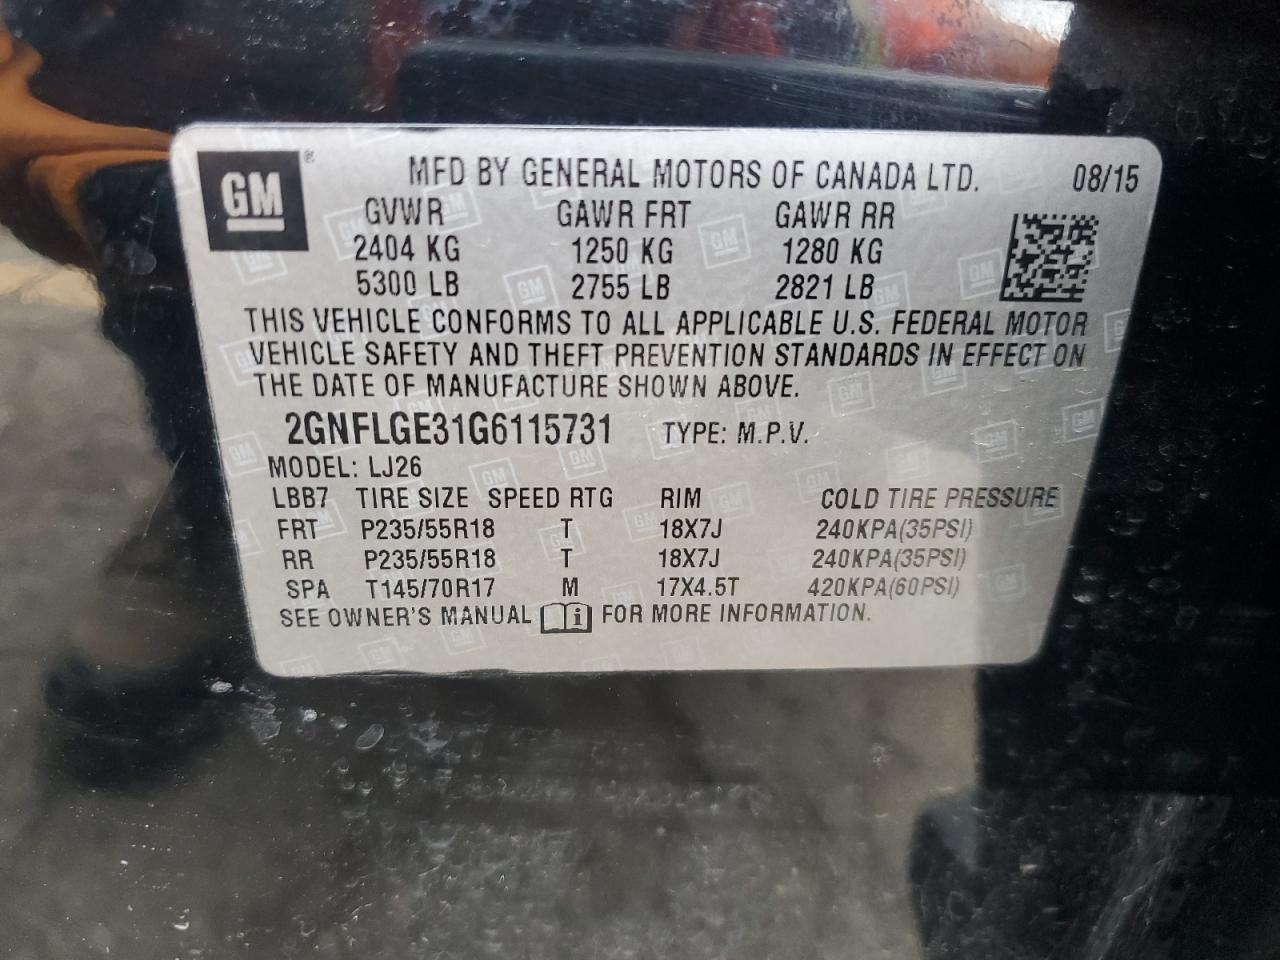 GM®
MFD BY GENERAL MOTORS OF CANADA LTD. 08/15
GVWR GAWR FRT GAWR RR
2404 KG 1250 KG 1280 KG
5300 LB 2755 LB 2821 LB
THIS VEHICLE CONFORMS TO ALL APPLICABLE U.S. FEDERAL MOTOR
VEHICLE SAFETY AND THEFT PREVENTION STANDARDS IN EFFECT ON
THE DATE OF MANUFACTURE SHOWN ABOVE.
2GNFLGE31G6115731 TYPE: M.P.V.
MODEL: LJ26
LBB7 TIRE SIZE SPEED RTG RIM COLD TIRE PRESSURE
FRT P235/55R18 T 18X7J 240KPA(35PSI)
RR P235/55R18 T 18X7J 240KPA(35PSI)
SPA T145/70R17 M 17X4.5T 420KPA(60PSI)
SEE OWNER'S MANUAL i FOR MORE INFORMATION.